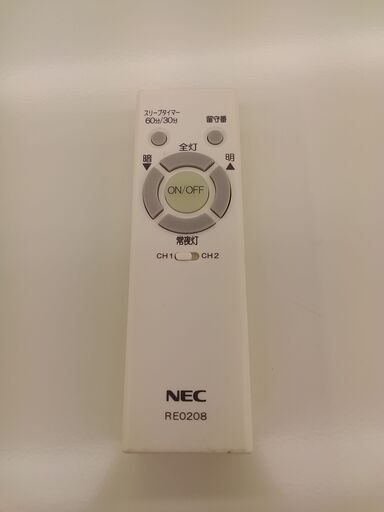 スリープタイマー
60分/30分
留守番
全灯
暗
明
▼
▲
ON/OFF
常夜灯
CH1
CH2
NEC
RE0208